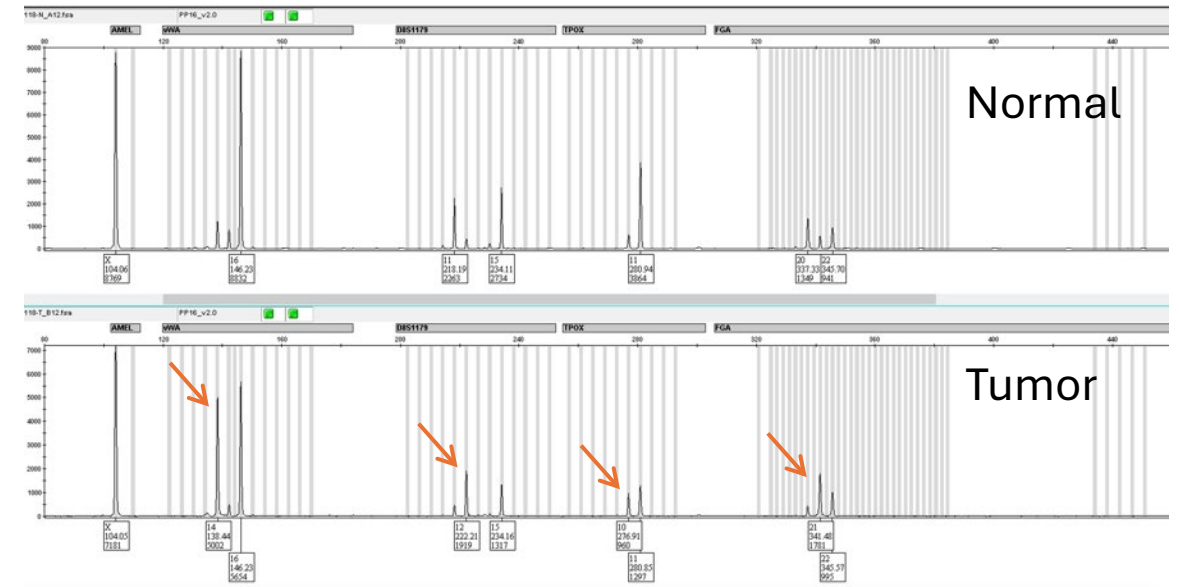 118-N_A12.fsa PP16_v2.0
AMEL vWA D8S1179 TPOX FGA
80 120 160 200 240 280 320 360 400 440
9000
8000
7000
6000
5000
4000
3000
2000
1000
0
Normal
X 16 11 15 11 20 22
104.06 146.23 218.19 234.11 280.94 337.33 345.70
8769 8832 2263 2734 3864 1349 941
118-T_B12.fsa PP16_v2.0
AMEL vWA D8S1179 TPOX FGA
80 120 160 200 240 280 320 360 400 440
7000
6000
5000
4000
3000
2000
1000
0
Tumor
X 14 12 15 10 21
104.05 138.44 222.21 234.16 276.91 341.48
7181 5002 1919 1317 960 1781
16 11 22
146.23 280.85 345.57
5654 1297 995